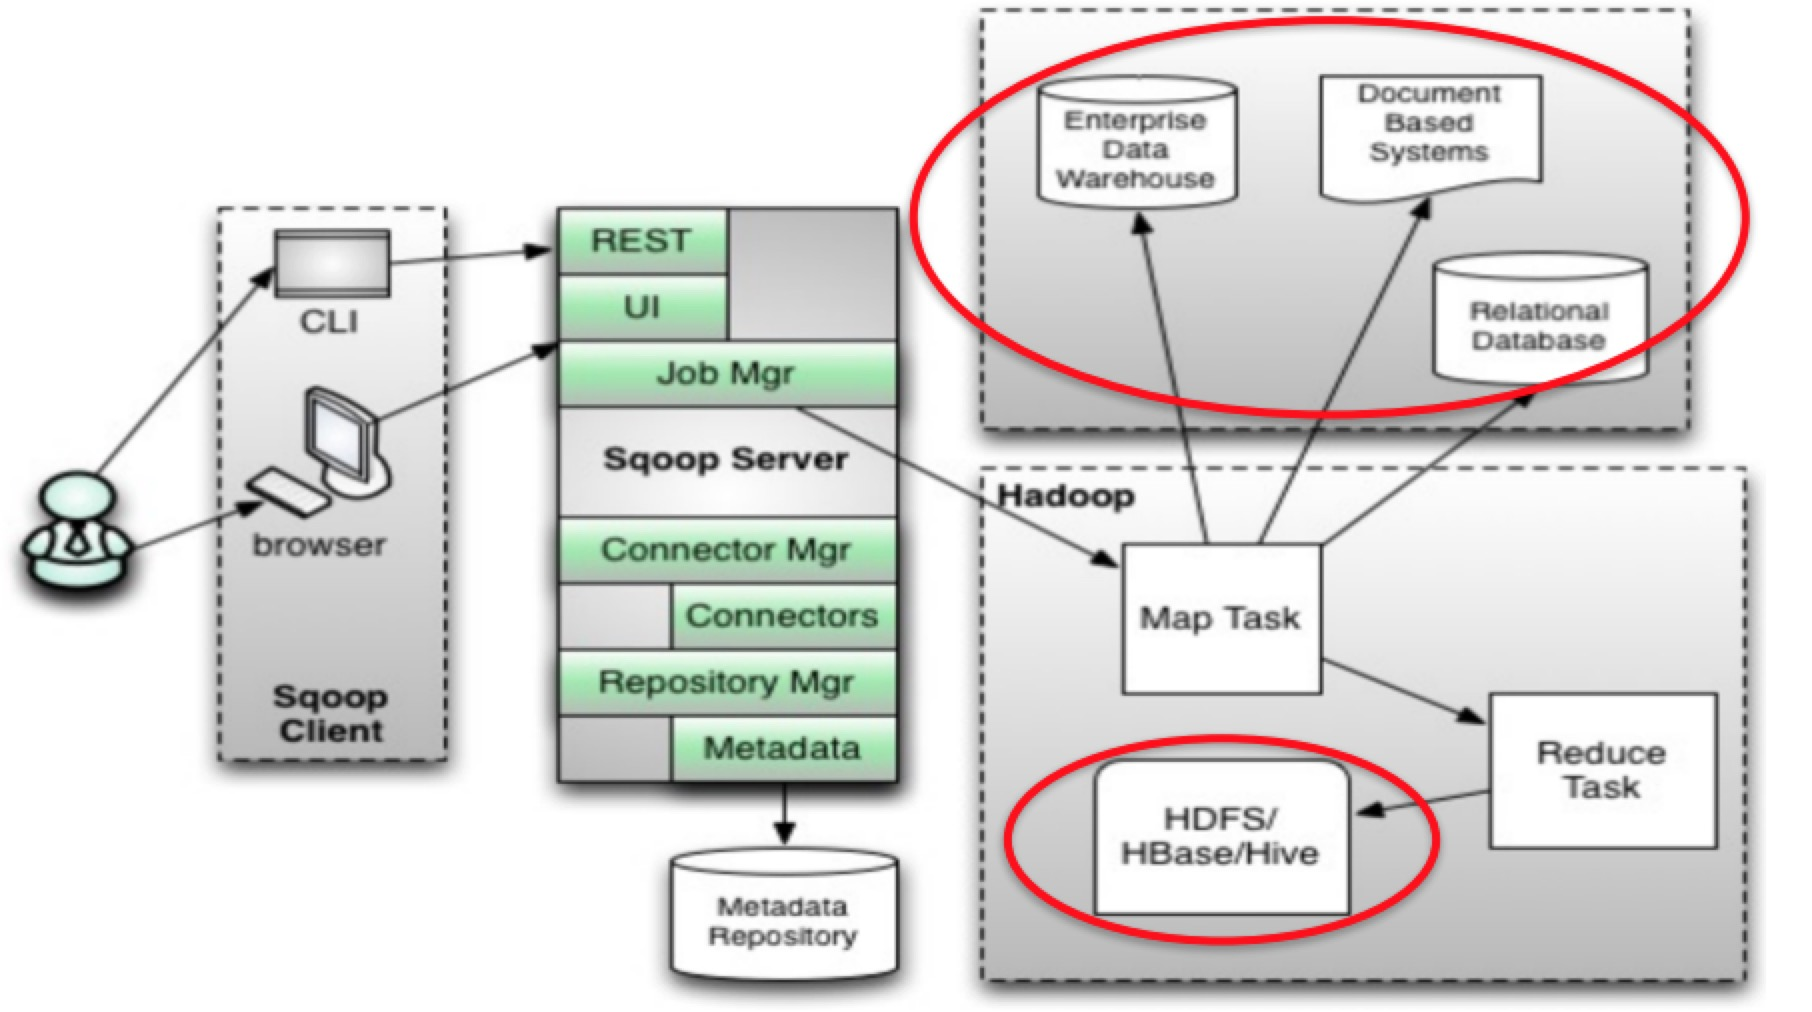 CLI
browser
Sqoop
Client
REST
UI
Job Mgr
Sqoop Server
Connector Mgr
Connectors
Repository Mgr
Metadata
Metadata
Repository
Enterprise
Data
Warehouse
Document
Based
Systems
Relational
Database
Hadoop
Map Task
Reduce
Task
HDFS/
HBase/Hive